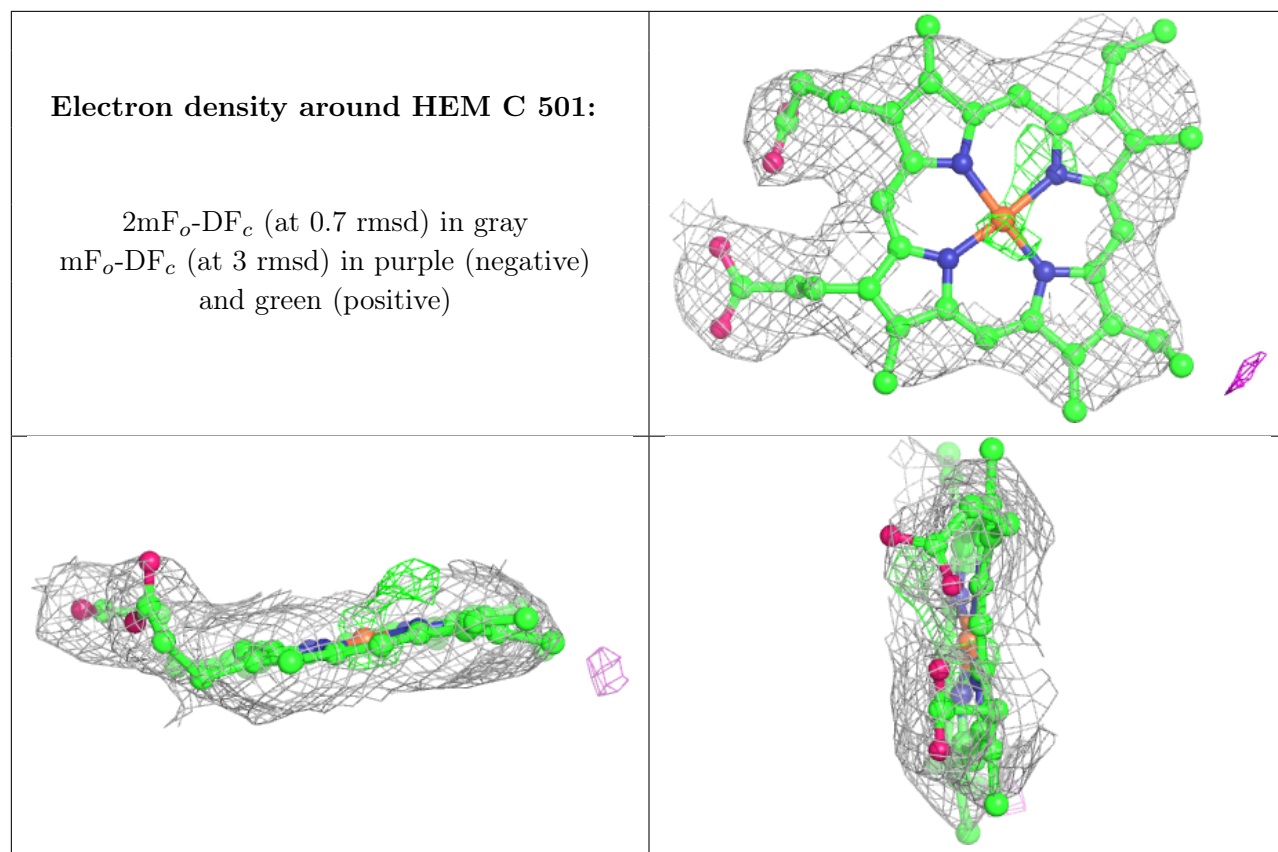 Electron density around HEM C 501:
2mFₒ-DF𝒸 (at 0.7 rmsd) in gray
mFₒ-DF𝒸 (at 3 rmsd) in purple (negative)
and green (positive)